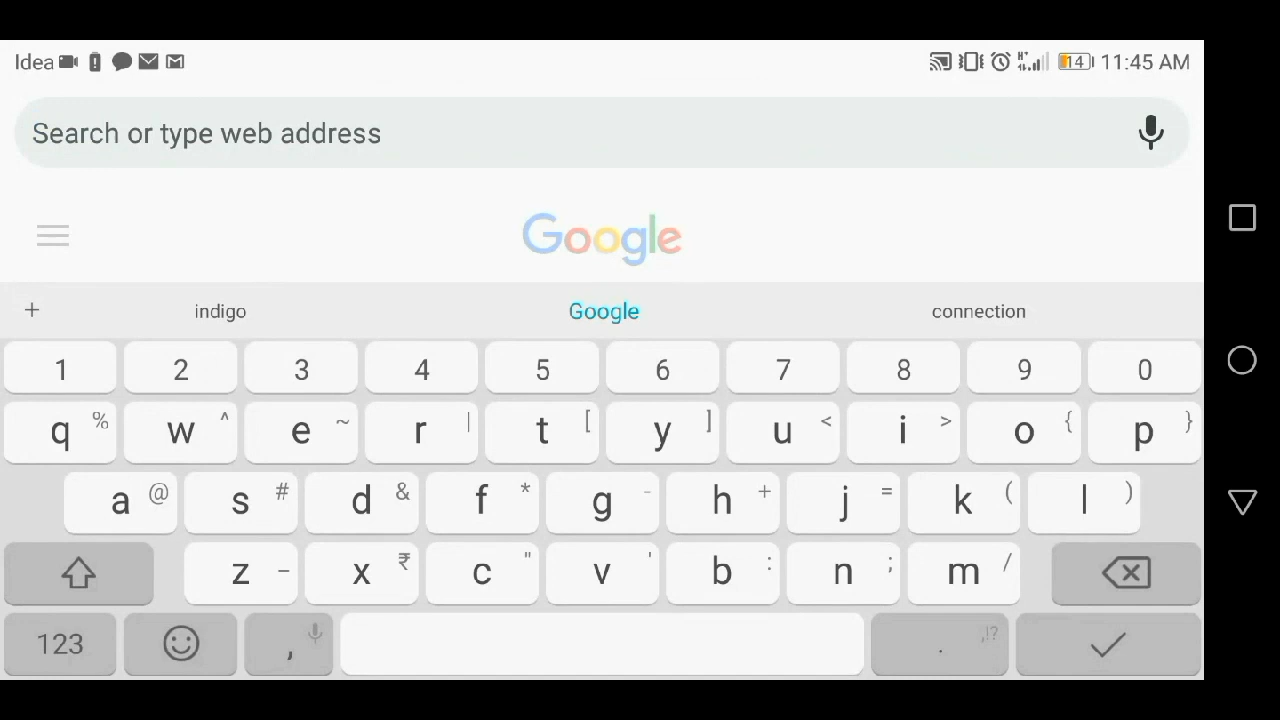 Idea 14 11:45 AM
Search or type web address
Google
+ indigo Google connection
1 2 3 4 5 6 7 8 9 0
q % w ^ e ~ r | t [ y ] u < i > o { p }
a @ s # d & f * g - h + j = k ( l )
z _ x ₹ c " v ' b : n ; m /
123 , . ,!?